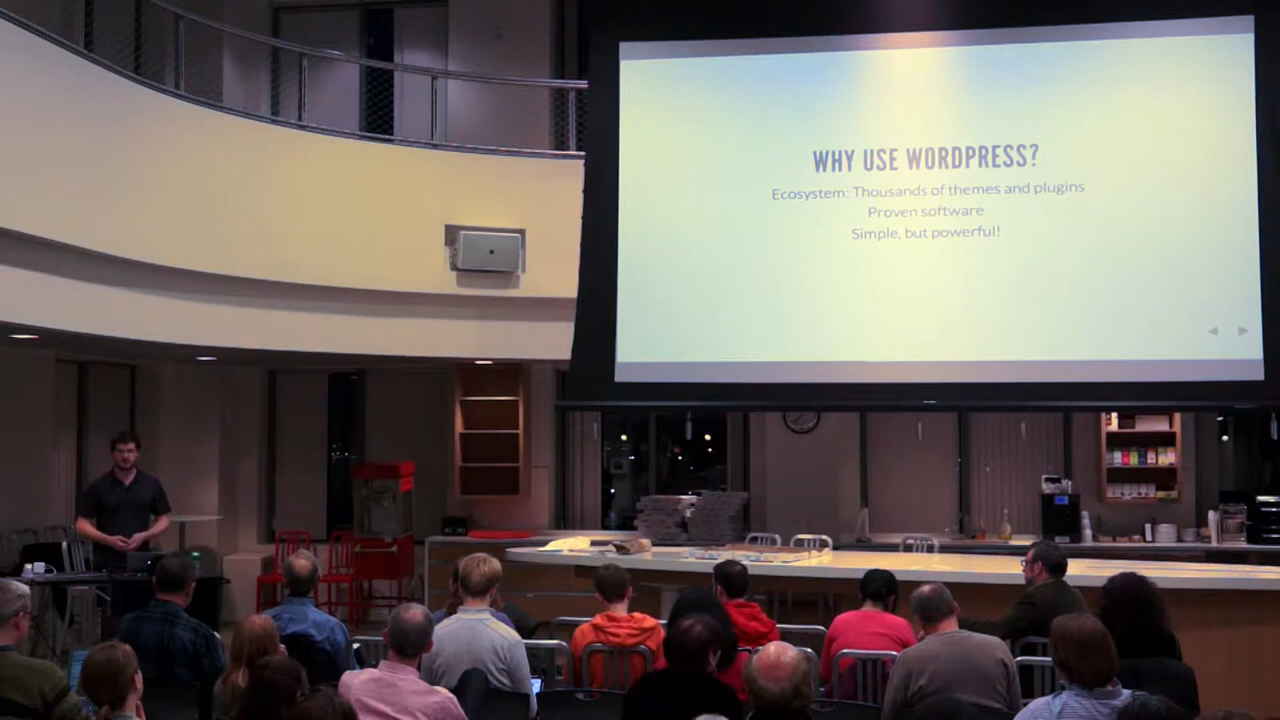 WHY USE WORDPRESS?
Ecosystem: Thousands of themes and plugins
Proven software
Simple, but powerful!